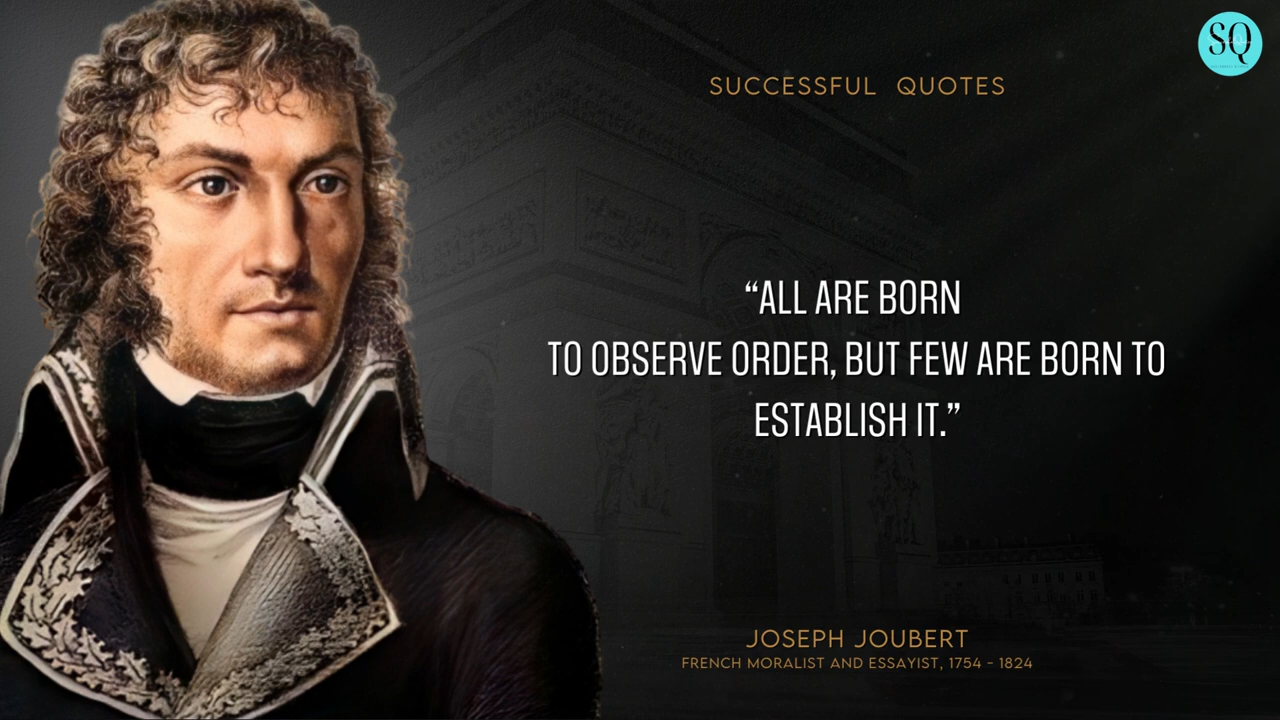 SQ
SUCCESSFUL QUOTES
“ALL ARE BORN
TO OBSERVE ORDER, BUT FEW ARE BORN TO
ESTABLISH IT.”
JOSEPH JOUBERT
FRENCH MORALIST AND ESSAYIST, 1754 - 1824